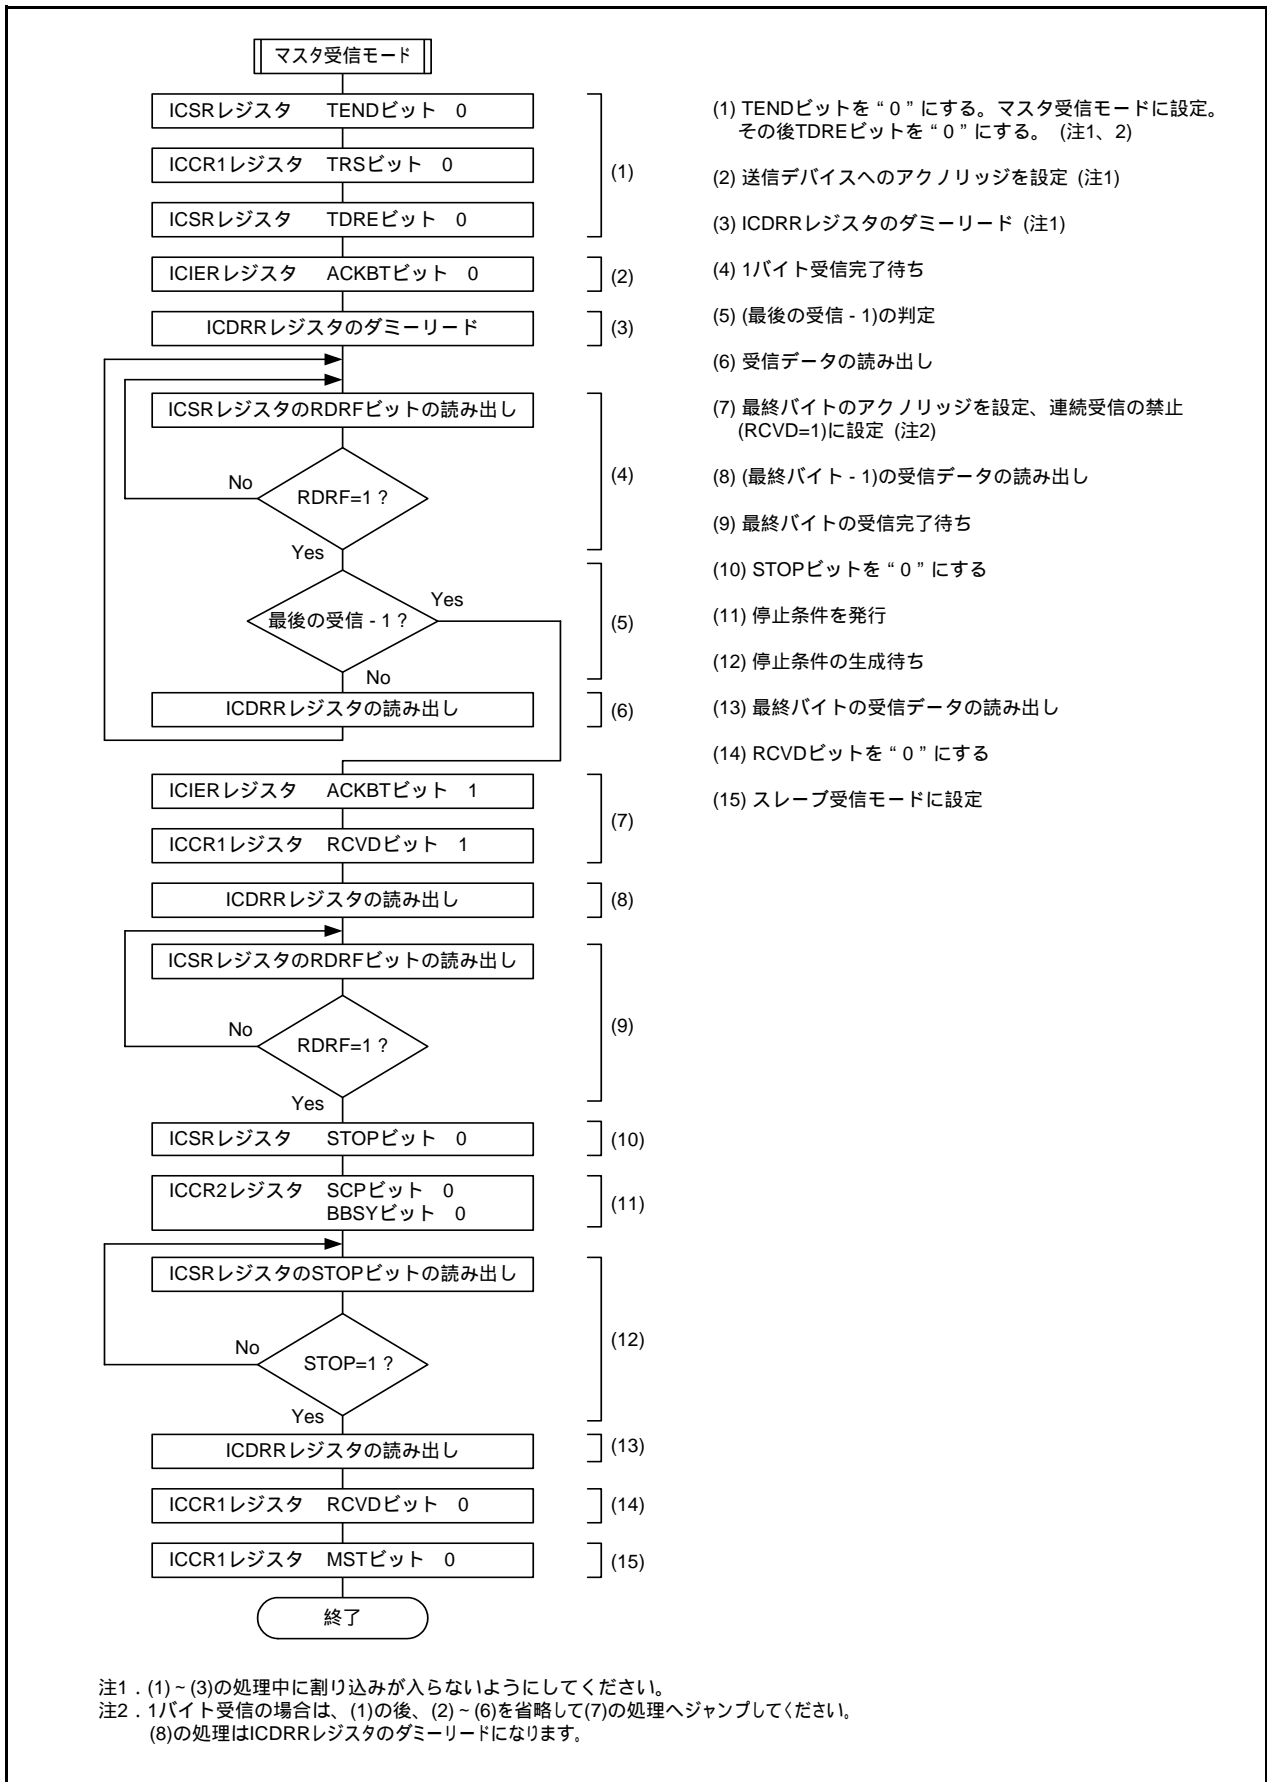 マスタ受信モード
ICSRレジスタ TENDビット 0
ICCR1レジスタ TRSビット 0
ICSRレジスタ TDREビット 0
(1)
ICIERレジスタ ACKBTビット 0
(2)
ICDRRレジスタのダミーリード
(3)
ICSRレジスタのRDRFビットの読み出し
No
RDRF=1 ?
(4)
Yes
最後の受信 - 1 ?
Yes
(5)
No
ICDRRレジスタの読み出し
(6)
ICIERレジスタ ACKBTビット 1
ICCR1レジスタ RCVDビット 1
(7)
ICDRRレジスタの読み出し
(8)
ICSRレジスタのRDRFビットの読み出し
No
RDRF=1 ?
(9)
Yes
ICSRレジスタ STOPビット 0
(10)
ICCR2レジスタ SCPビット 0
BBSYビット 0
(11)
ICSRレジスタのSTOPビットの読み出し
No
STOP=1 ?
(12)
Yes
ICDRRレジスタの読み出し
(13)
ICCR1レジスタ RCVDビット 0
(14)
ICCR1レジスタ MSTビット 0
(15)
終了
(1) TENDビットを“0”にする。マスタ受信モードに設定。
その後TDREビットを“0”にする。 (注1、2)
(2) 送信デバイスへのアクノリッジを設定 (注1)
(3) ICDRRレジスタのダミーリード (注1)
(4) 1バイト受信完了待ち
(5) (最後の受信 - 1)の判定
(6) 受信データの読み出し
(7) 最終バイトのアクノリッジを設定、連続受信の禁止
(RCVD=1)に設定 (注2)
(8) (最終バイト - 1)の受信データの読み出し
(9) 最終バイトの受信完了待ち
(10) STOPビットを“0”にする
(11) 停止条件を発行
(12) 停止条件の生成待ち
(13) 最終バイトの受信データの読み出し
(14) RCVDビットを“0”にする
(15) スレーブ受信モードに設定
注1．(1)~(3)の処理中に割り込みが入らないようにしてください。
注2．1バイト受信の場合は、(1)の後、(2)~(6)を省略して(7)の処理へジャンプしてください。
(8)の処理はICDRRレジスタのダミーリードになります。